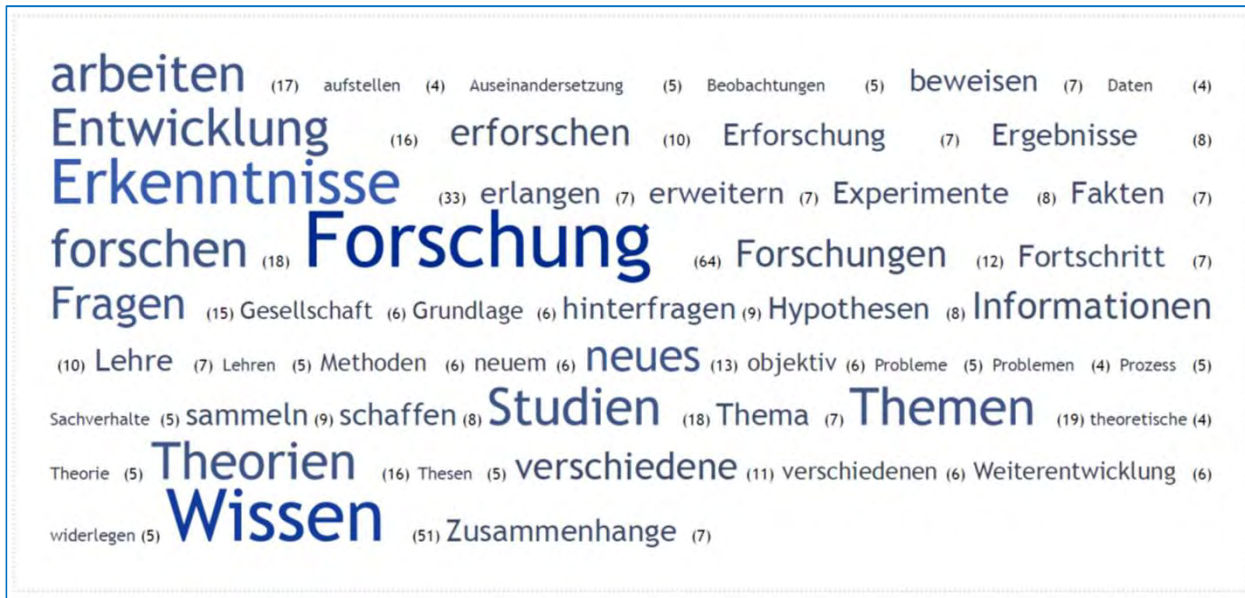 arbeiten (17) aufstellen (4) Auseinandersetzung (5) Beobachtungen (5) beweisen (7) Daten (4)
Entwicklung (16) erforschen (10) Erforschung (7) Ergebnisse (8)
Erkenntnisse (33) erlangen (7) erweitern (7) Experimente (8) Fakten (7)
forschen (18) Forschung (64) Forschungen (12) Fortschritt (7)
Fragen (15) Gesellschaft (6) Grundlage (6) hinterfragen (9) Hypothesen (8) Informationen
(10) Lehre (7) Lehren (5) Methoden (6) neuem (6) neues (13) objektiv (6) Probleme (5) Problemen (4) Prozess (5)
Sachverhalte (5) sammeln (9) schaffen (8) Studien (18) Thema (7) Themen (19) theoretische (4)
Theorie (5) Theorien (16) Thesen (5) verschiedene (11) verschiedenen (6) Weiterentwicklung (6)
widerlegen (5) Wissen (51) Zusammenhange (7)